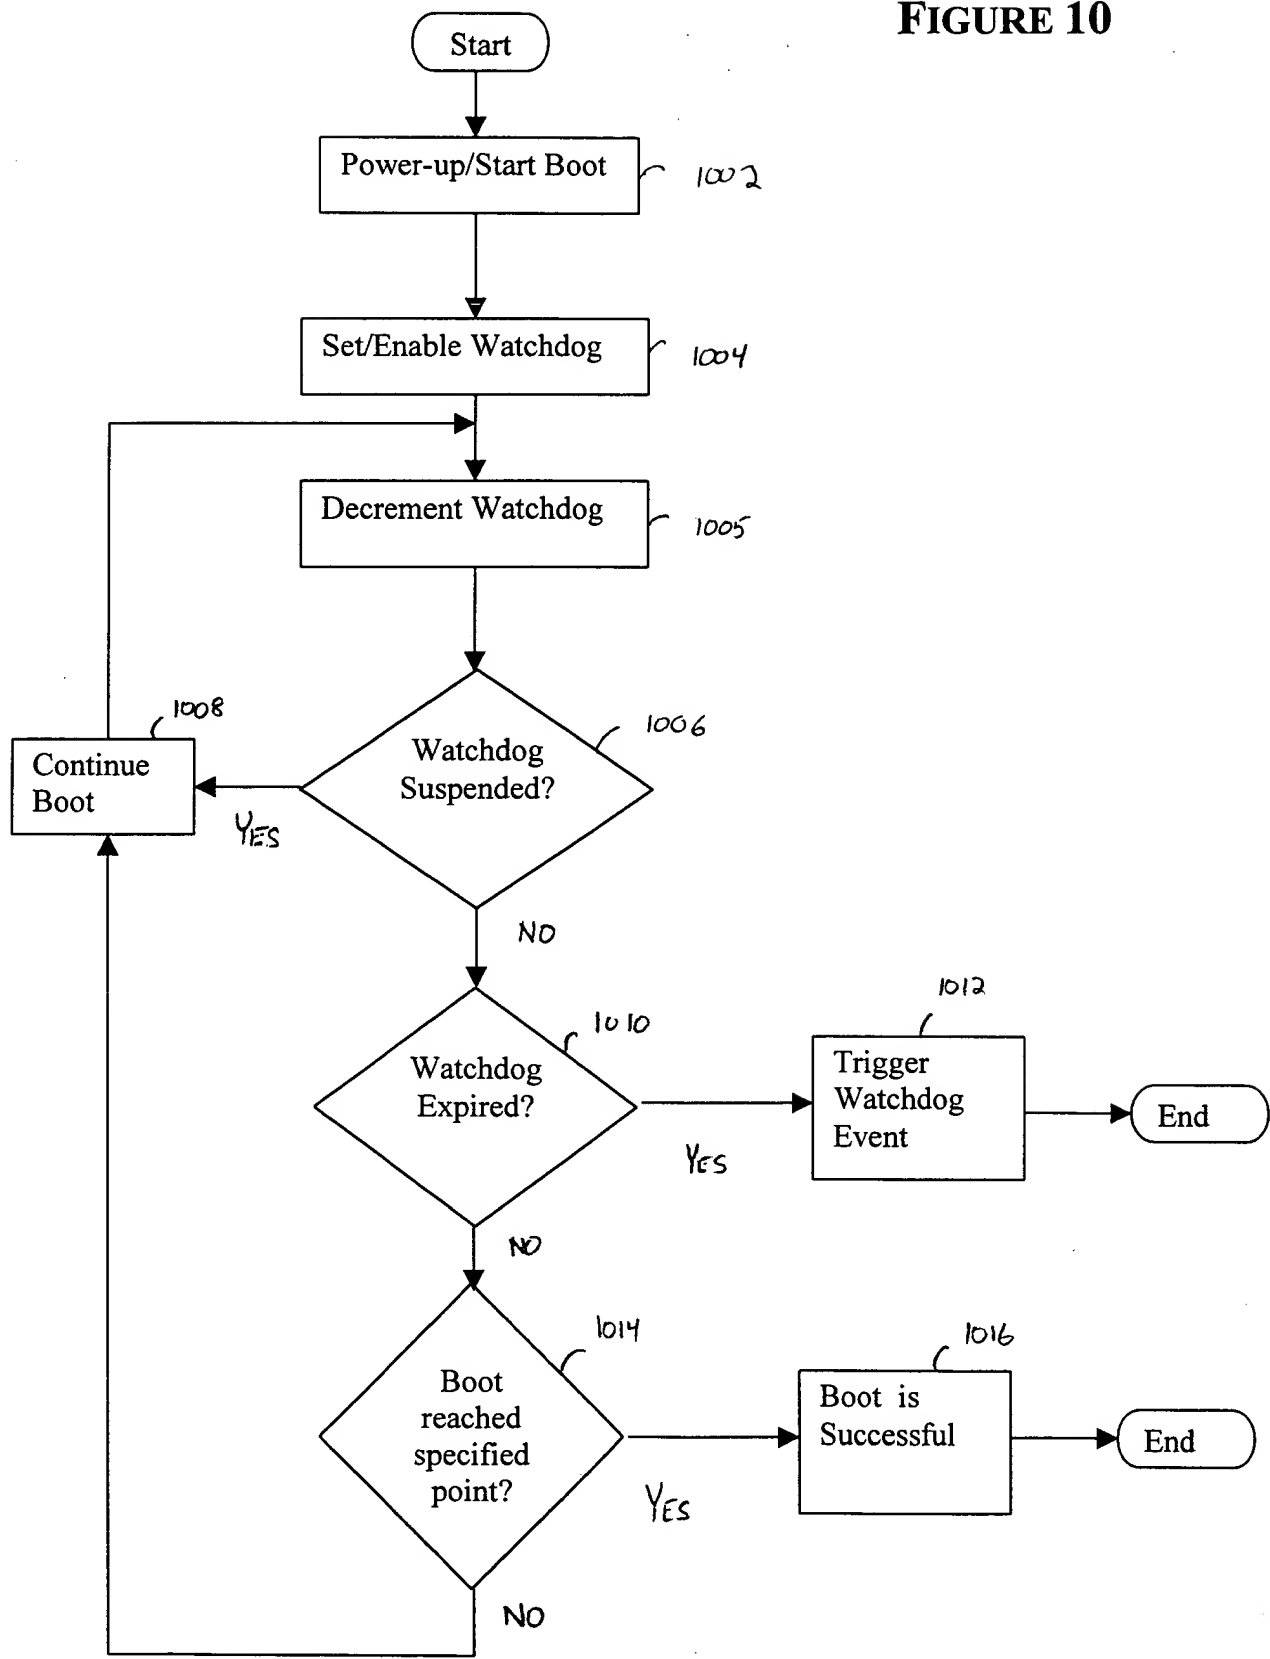 FIGURE 10
Start
Power-up/Start Boot
1002
Set/Enable Watchdog
1004
Decrement Watchdog
1005
1008
Continue
Boot
1006
Watchdog
Suspended?
YES
NO
1010
Watchdog
Expired?
YES
1012
Trigger
Watchdog
Event
End
NO
1014
Boot
reached
specified
point?
YES
1016
Boot is
Successful
End
NO